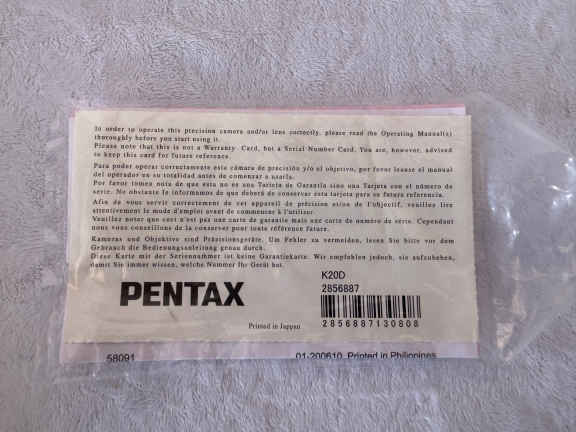 In order to operate this precision camera and/or lens correctly, please read the Operating Manual(s)
thoroughly before you start using it.
Please note that this is not a Warranty Card, but a Serial Number Card. You are, however, advised
to keep this card for future reference.
Para poder operar correctamente esta cámara de precisión y/o el objetivo, por favor lease el manual
del operador en su totalidad antes de comenzar a usarla.
Por favor tomen nota de que esta no es una Tarjeta de Garantía sino una Tarjeta con el número de
serie. No obstante le informamos de que deberá de conservar esta tarjeta para su futura referencia.
Afin de vous servir correctement de cet appareil de précision et/ou de l'objectif, veuillez lire
attentivement le mode d'emploi avant de commencer à l'utiliser.
Veuillez noter que ceci n'est pas une carte de garantie mais une carte de numéro de série. Cependant
nous vous conseillons de la conserver pour toute référence future.
Kameras und Objektive sind Präzisionsgeräte. Um Fehler zu vermeiden, lesen Sie bitte vor dem
Gebrauch die Bedienungsanleitung genau durch.
Diese Karte mit der Seriennummer ist keine Garantiekarte. Wir empfehlen jedoch, sie aufzuheben,
damit Sie immer wissen, welche Nummer Ihr Gerät hat.
K20D
2856887
PENTAX
2856887130808
Printed in Japan
58091
01-200610 Printed in Philippines